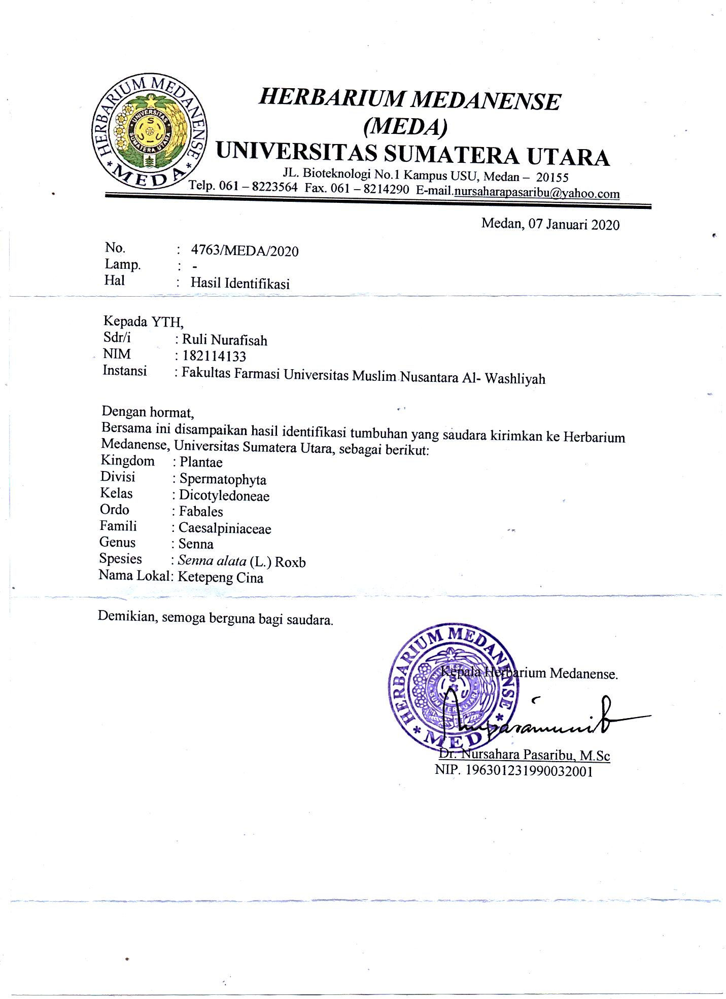 HERBARIUM MEDANENSE
* MEDA *
UNIVERSITAS
SUMATERA UTARA
HERBARIUM MEDANENSE
(MEDA)
UNIVERSITAS SUMATERA UTARA
JL. Bioteknologi No.1 Kampus USU, Medan – 20155
Telp. 061 – 8223564 Fax. 061 – 8214290 E-mail.nursaharapasaribu@yahoo.com
Medan, 07 Januari 2020
No. : 4763/MEDA/2020
Lamp. : -
Hal : Hasil Identifikasi
Kepada YTH,
Sdr/i : Ruli Nurafisah
NIM : 182114133
Instansi : Fakultas Farmasi Universitas Muslim Nusantara Al- Washliyah
Dengan hormat,
Bersama ini disampaikan hasil identifikasi tumbuhan yang saudara kirimkan ke Herbarium
Medanense, Universitas Sumatera Utara, sebagai berikut:
Kingdom : Plantae
Divisi : Spermatophyta
Kelas : Dicotyledoneae
Ordo : Fabales
Famili : Caesalpiniaceae
Genus : Senna
Spesies : Senna alata (L.) Roxb
Nama Lokal: Ketepeng Cina
Demikian, semoga berguna bagi saudara.
HERBARIUM MEDANENSE
* MEDA *
UNIVERSITAS
SUMATERA UTARA
Kepala Herbarium Medanense.
Dr. Nursahara Pasaribu, M.Sc
NIP. 196301231990032001